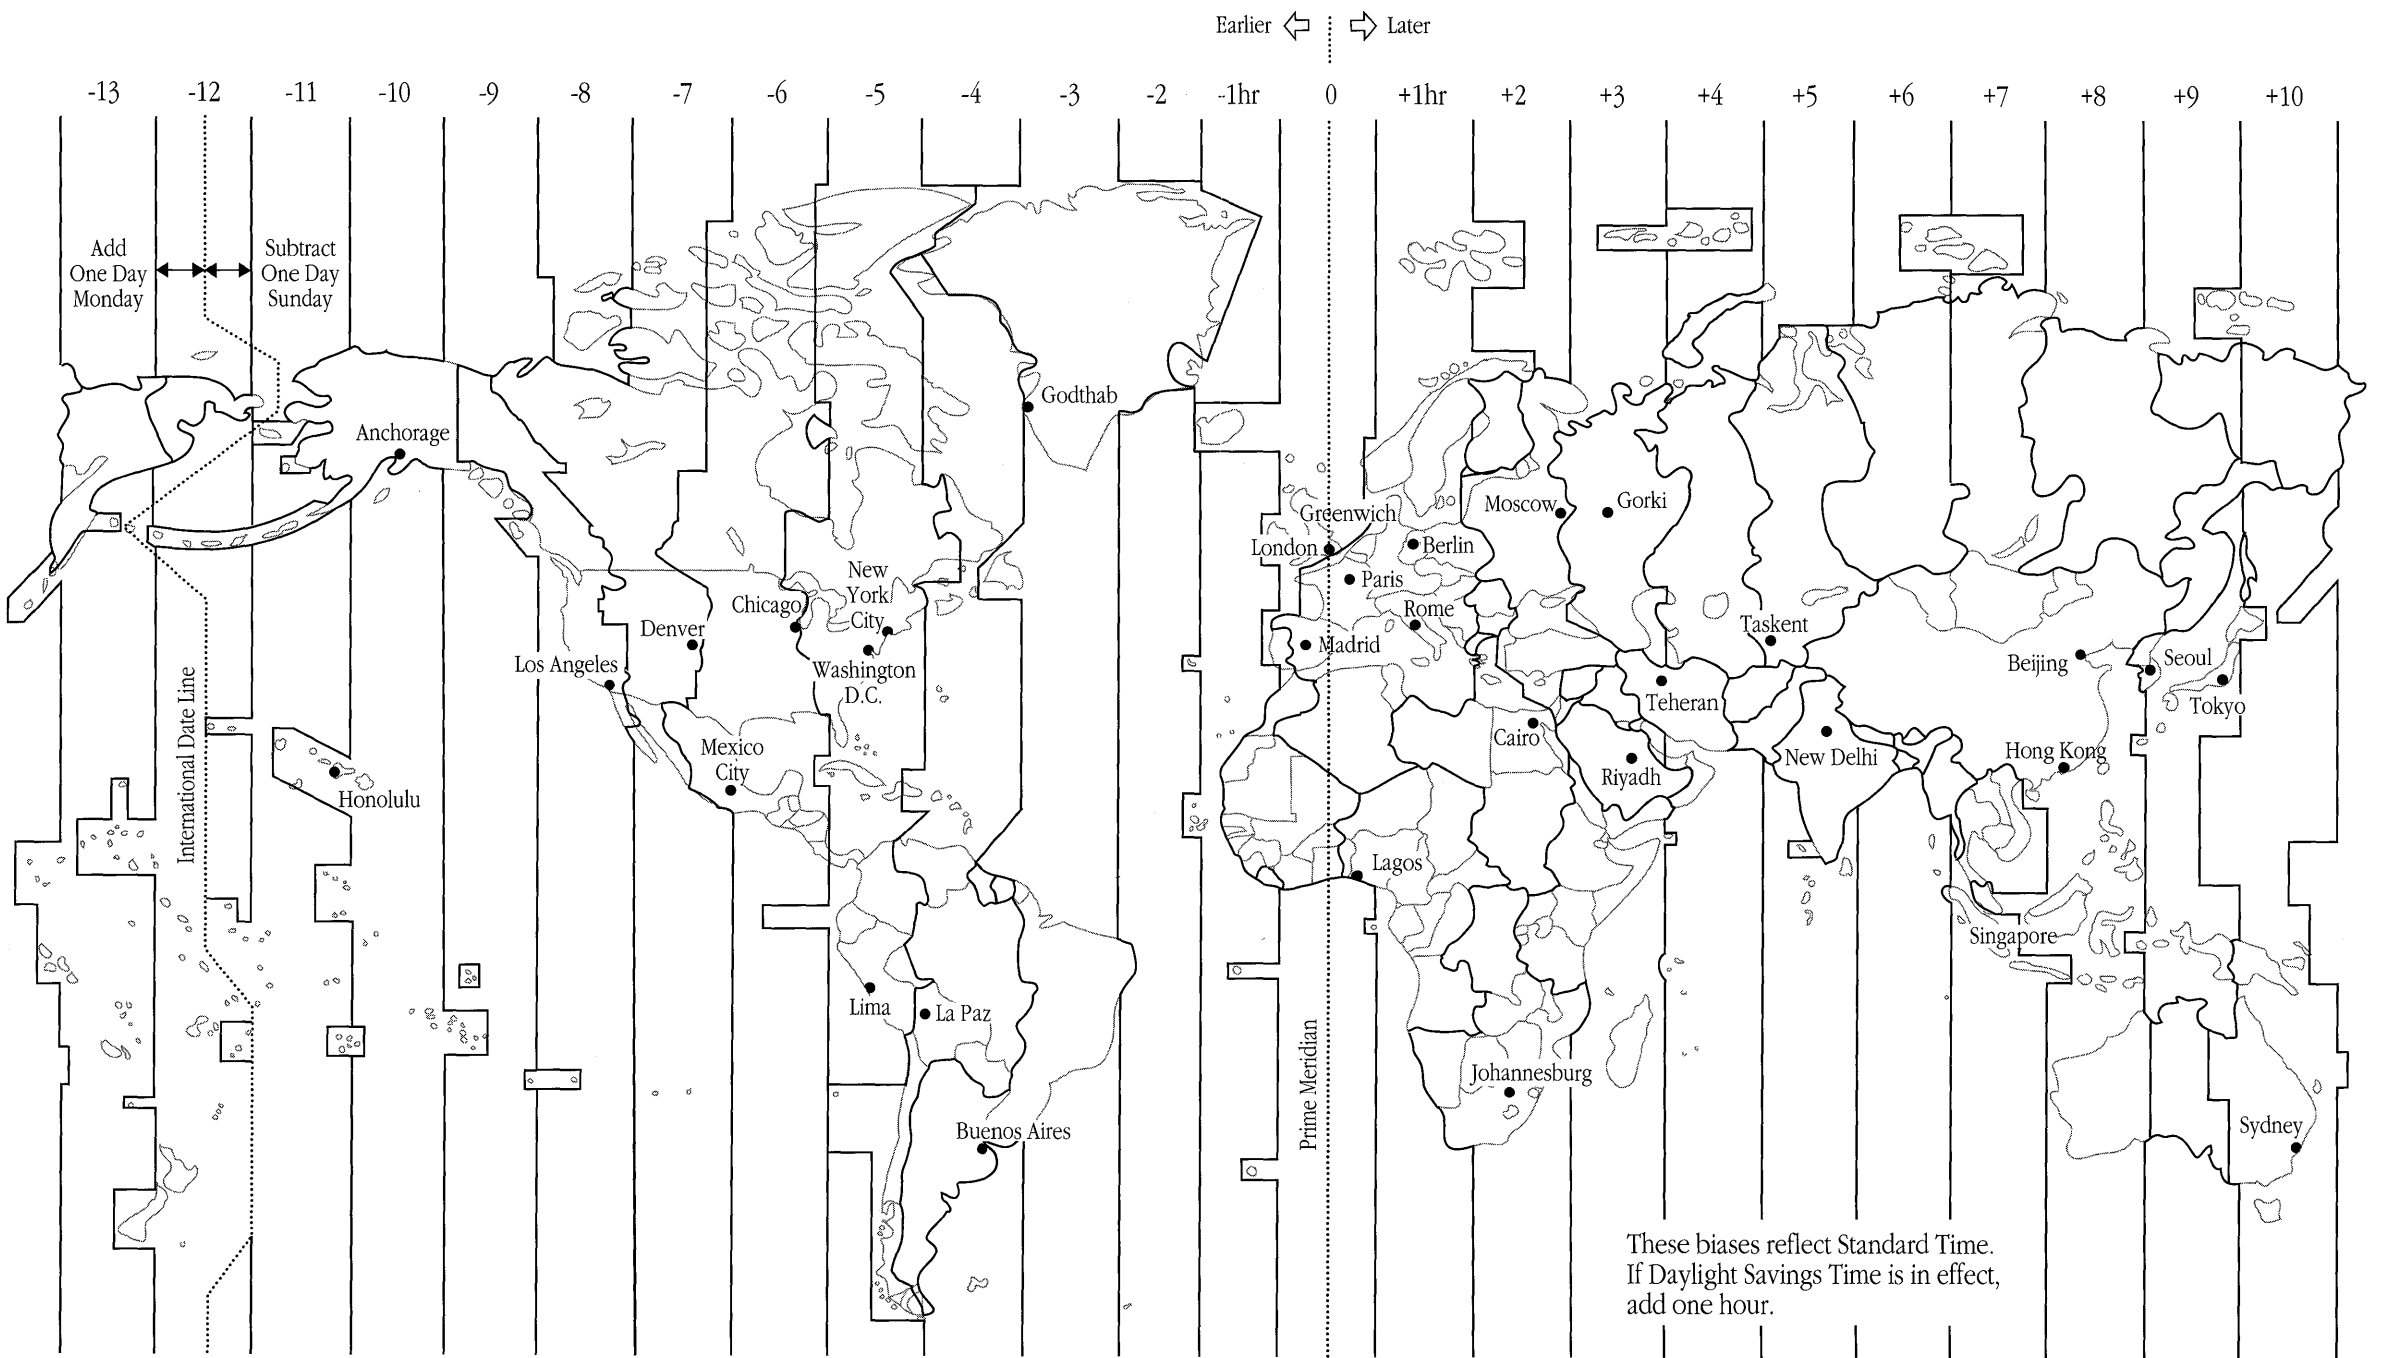 Earlier
Later
-13 -12 -11 -10 -9 -8 -7 -6 -5 -4 -3 -2 -1hr 0 +1hr +2 +3 +4 +5 +6 +7 +8 +9 +10
Add
One Day
Monday
Subtract
One Day
Sunday
Godthab
Anchorage
Moscow
Gorki
Greenwich
London
Berlin
New
York
City
Paris
Chicago
Rome
Denver
Taskent
Madrid
Los Angeles
Washington
D.C.
Beijing
Seoul
Teheran
Tokyo
International Date Line
Mexico
City
Cairo
New Delhi
Hong Kong
Riyadh
Honolulu
Lagos
Singapore
Lima
La Paz
Prime Meridian
Johannesburg
Buenos Aires
Sydney
These biases reflect Standard Time.
If Daylight Savings Time is in effect,
add one hour.